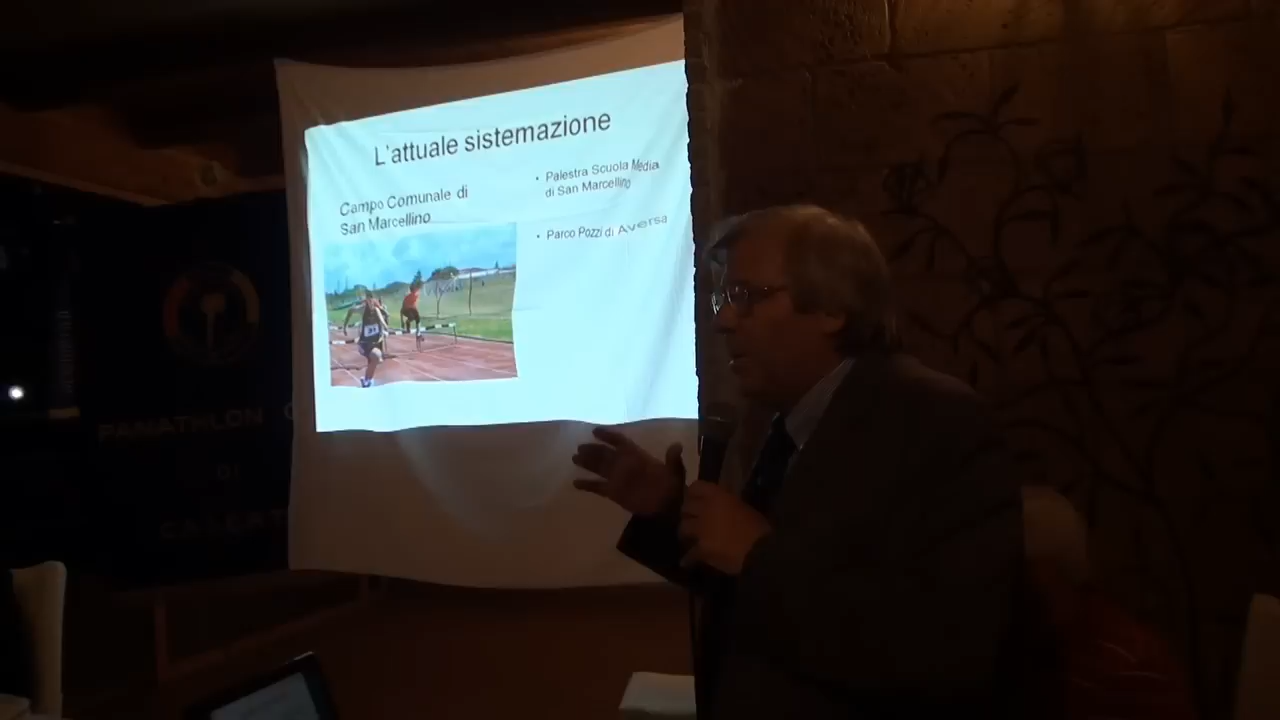 L'attuale sistemazione
Campo Comunale di
San Marcellino
• Palestra Scuola Media
di San Marcellino
• Parco Pozzi di Aversa
PANATHLON
DI